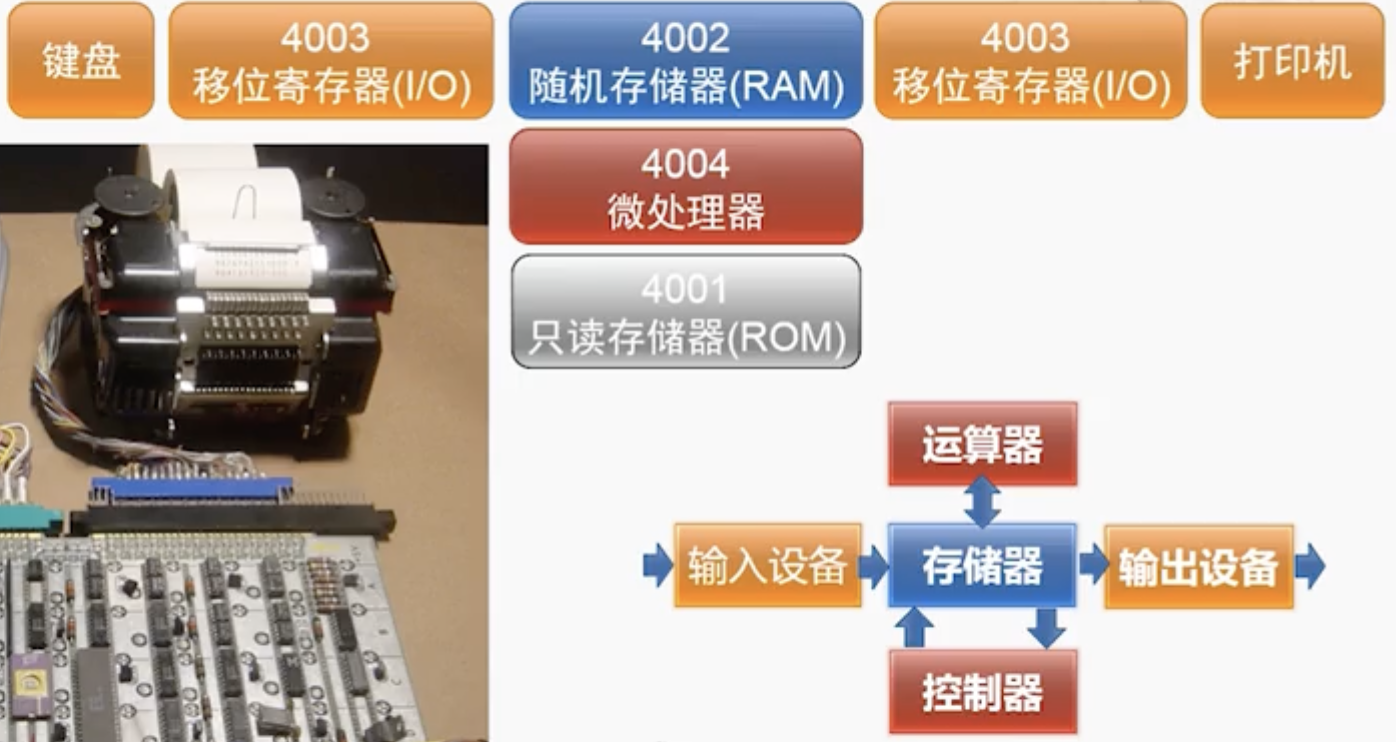 键盘
4003
移位寄存器(I/O)
4002
随机存储器(RAM)
4003
移位寄存器(I/O)
打印机
4004
微处理器
4001
只读存储器(ROM)
运算器
输入设备
存储器
输出设备
控制器